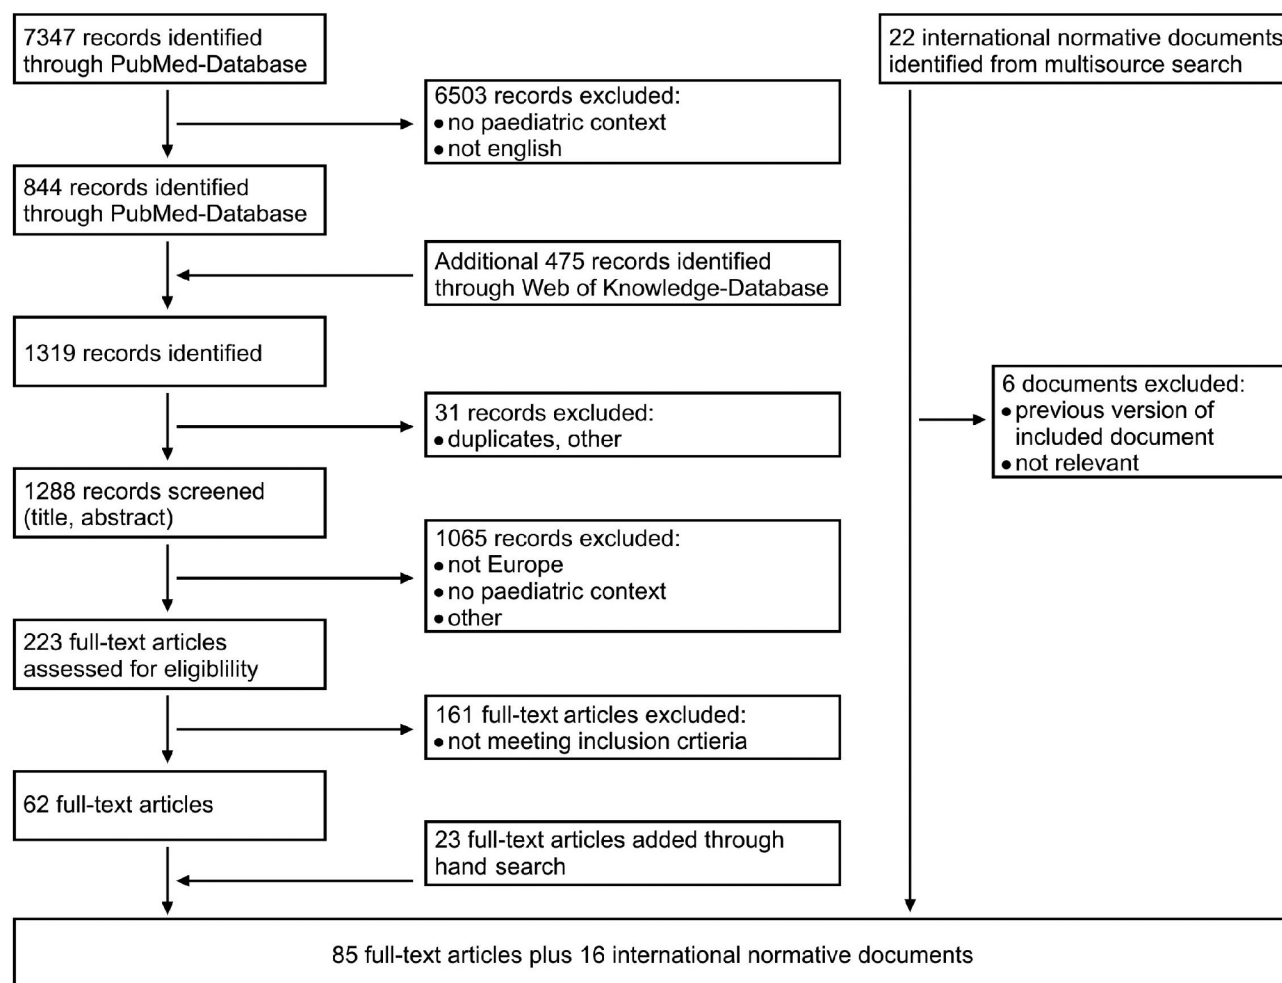 7347 records identified
through PubMed-Database
22 international normative documents
identified from multisource search
6503 records excluded:
• no paediatric context
• not english
844 records identified
through PubMed-Database
Additional 475 records identified
through Web of Knowledge-Database
1319 records identified
6 documents excluded:
• previous version of
included document
• not relevant
31 records excluded:
• duplicates, other
1288 records screened
(title, abstract)
1065 records excluded:
• not Europe
• no paediatric context
• other
223 full-text articles
assessed for eligiblility
161 full-text articles excluded:
• not meeting inclusion crtieria
62 full-text articles
23 full-text articles added through
hand search
85 full-text articles plus 16 international normative documents